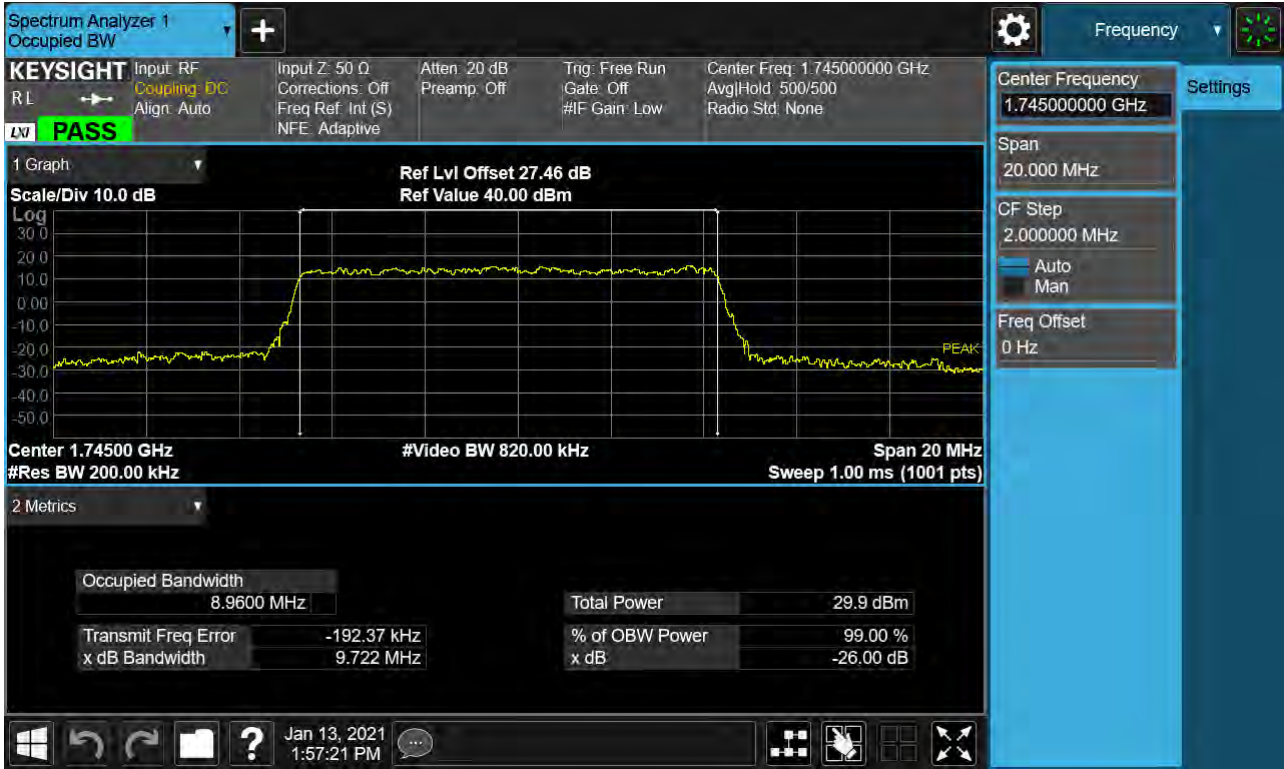 Spectrum Analyzer 1
Occupied BW
+
Frequency
KEYSIGHT
RL
LXI
PASS
Input: RF
Coupling: DC
Align: Auto
Input Z: 50 Ω
Corrections: Off
Freq Ref: Int (S)
NFE: Adaptive
Atten: 20 dB
Preamp: Off
Trig: Free Run
Gate: Off
#IF Gain: Low
Center Freq: 1.745000000 GHz
Avg|Hold: 500/500
Radio Std: None
Center Frequency
1.745000000 GHz
Settings
Span
20.000 MHz
CF Step
2.000000 MHz
Auto
Man
Freq Offset
0 Hz
1 Graph
Scale/Div 10.0 dB
Ref Lvl Offset 27.46 dB
Ref Value 40.00 dBm
Log
30.0
20.0
10.0
0.00
-10.0
-20.0
-30.0
-40.0
-50.0
PEAK
Center 1.74500 GHz
#Video BW 820.00 kHz
Span 20 MHz
#Res BW 200.00 kHz
Sweep 1.00 ms (1001 pts)
2 Metrics
Occupied Bandwidth
8.9600 MHz
Total Power 29.9 dBm
Transmit Freq Error -192.37 kHz
% of OBW Power 99.00 %
x dB Bandwidth 9.722 MHz
x dB -26.00 dB
?
Jan 13, 2021
1:57:21 PM